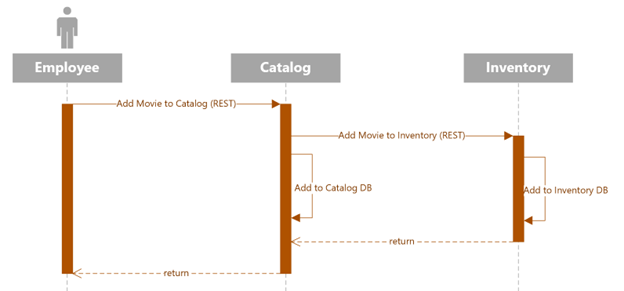 Employee
Catalog
Inventory
Add Movie to Catalog (REST)
Add Movie to Inventory (REST)
Add to Catalog DB
Add to Inventory DB
return
return